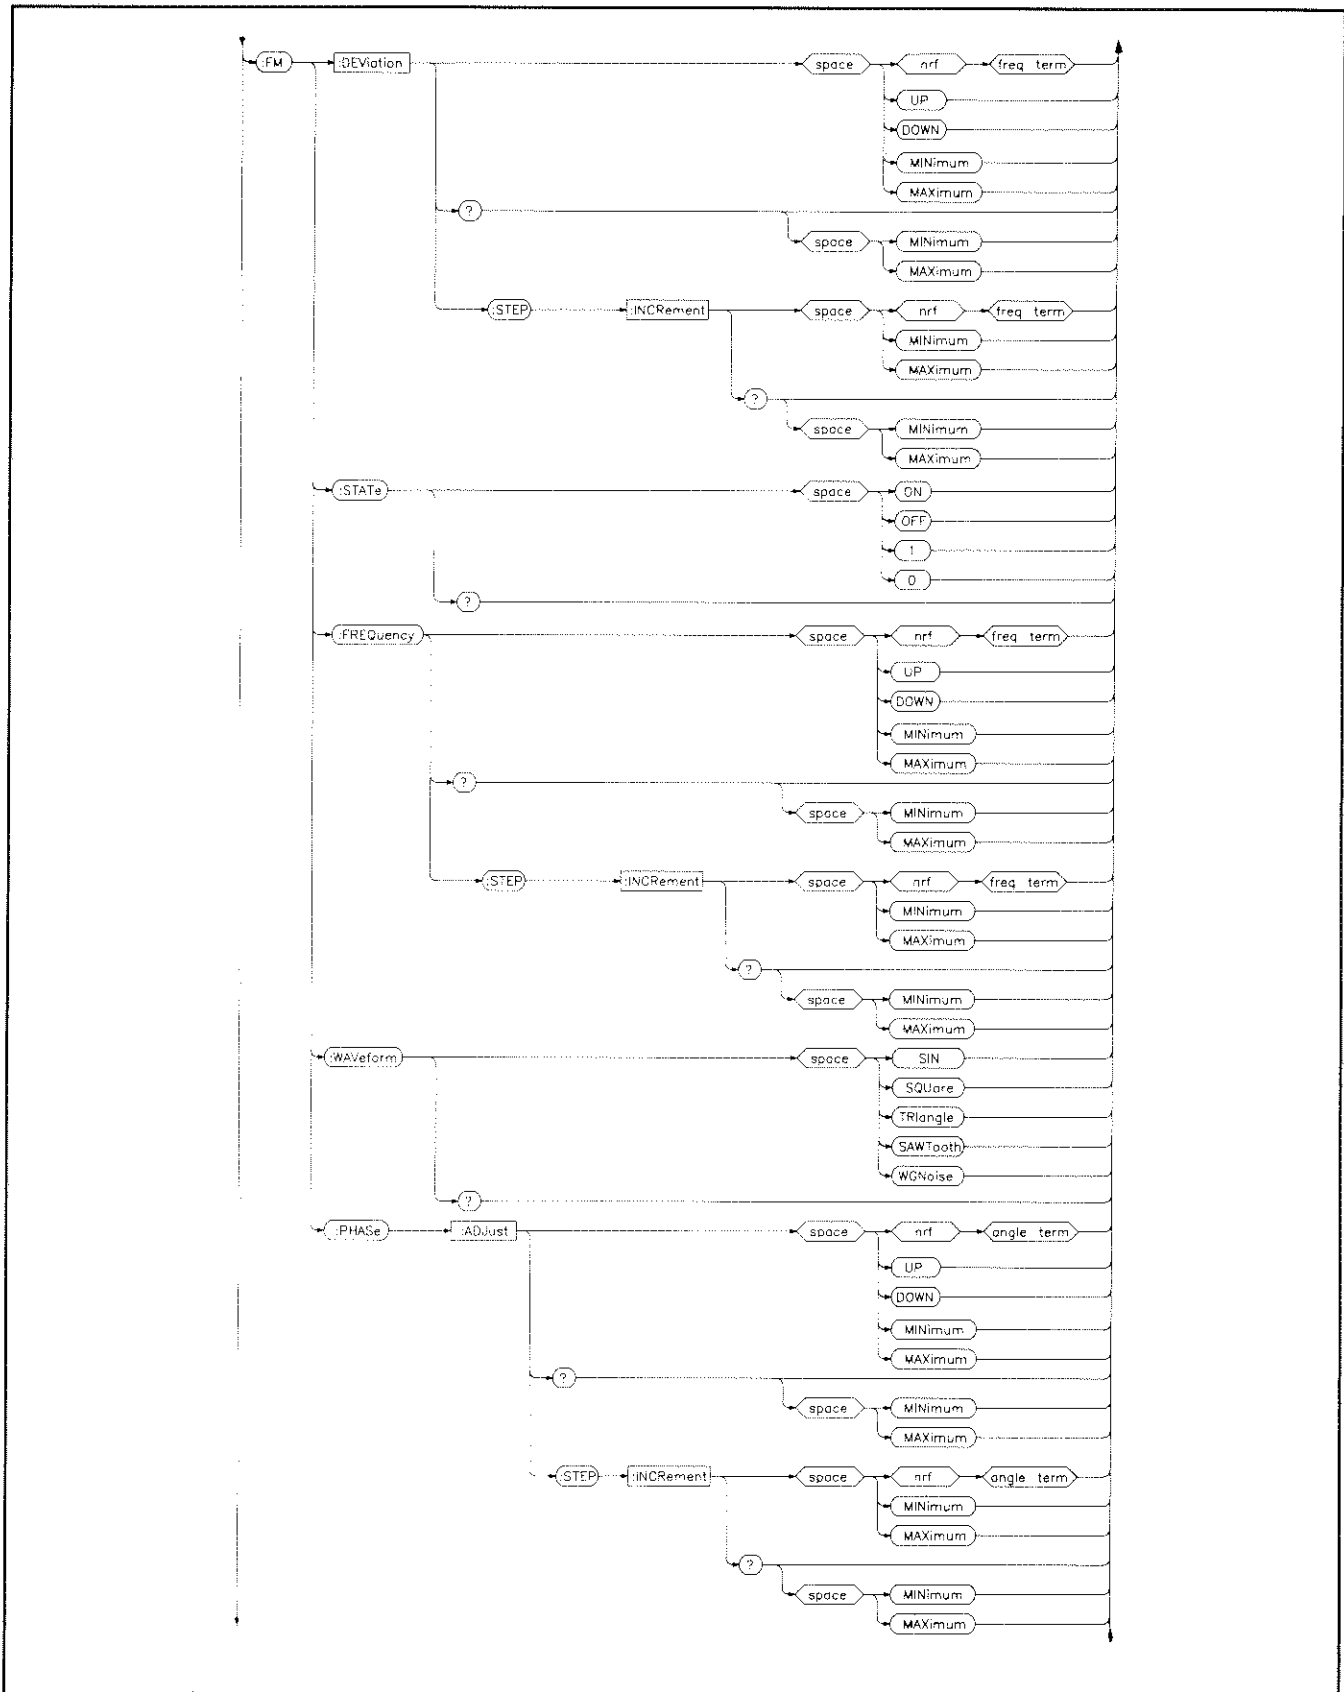 :FM :DEViation space nrf freq term
UP
DOWN
MINimum
MAXimum
?
space MINimum
MAXimum
:STEP :INCRement space nrf freq term
MINimum
MAXimum
?
space MINimum
MAXimum
:STATe space ON
OFF
1
0
?
:FREQuency space nrf freq term
UP
DOWN
MINimum
MAXimum
?
space MINimum
MAXimum
:STEP :INCRement space nrf freq term
MINimum
MAXimum
?
space MINimum
MAXimum
:WAVeform space SIN
SQUare
TRIangle
SAWTooth
WGNoise
?
:PHASe :ADJust space nrf angle term
UP
DOWN
MINimum
MAXimum
?
space MINimum
MAXimum
:STEP :INCRement space nrf angle term
MINimum
MAXimum
?
space MINimum
MAXimum